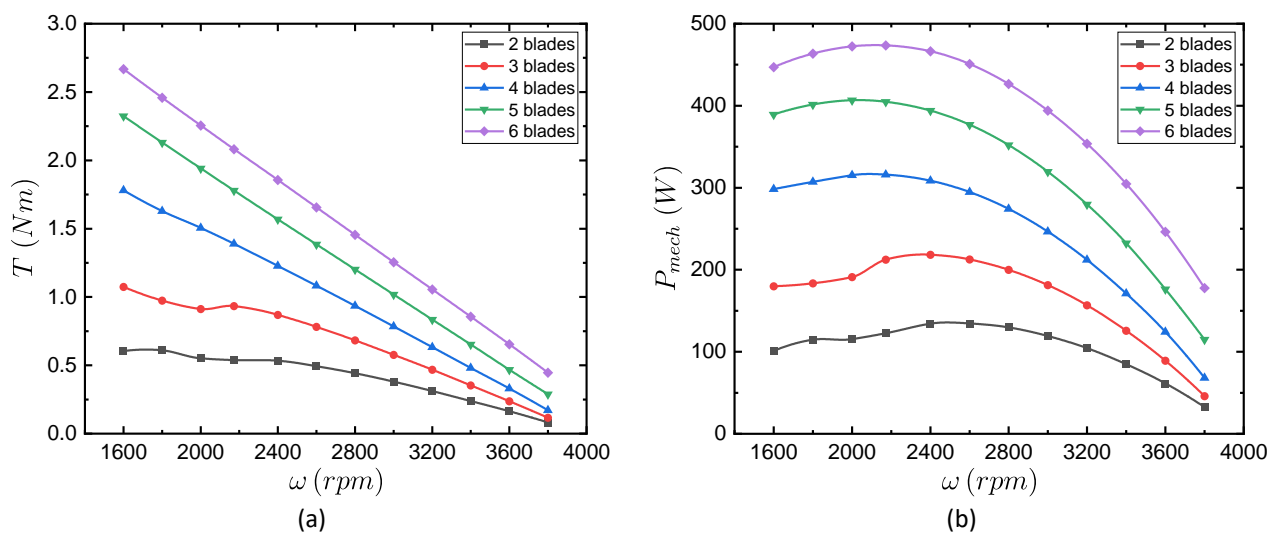 3.0
2.5
2.0
1.5
1.0
0.5
0.0
T (Nm)
2 blades
3 blades
4 blades
5 blades
6 blades
1600 2000 2400 2800 3200 3600 4000
ω (rpm)
(a)
500
400
300
200
100
0
P_mech (W)
2 blades
3 blades
4 blades
5 blades
6 blades
1600 2000 2400 2800 3200 3600 4000
ω (rpm)
(b)